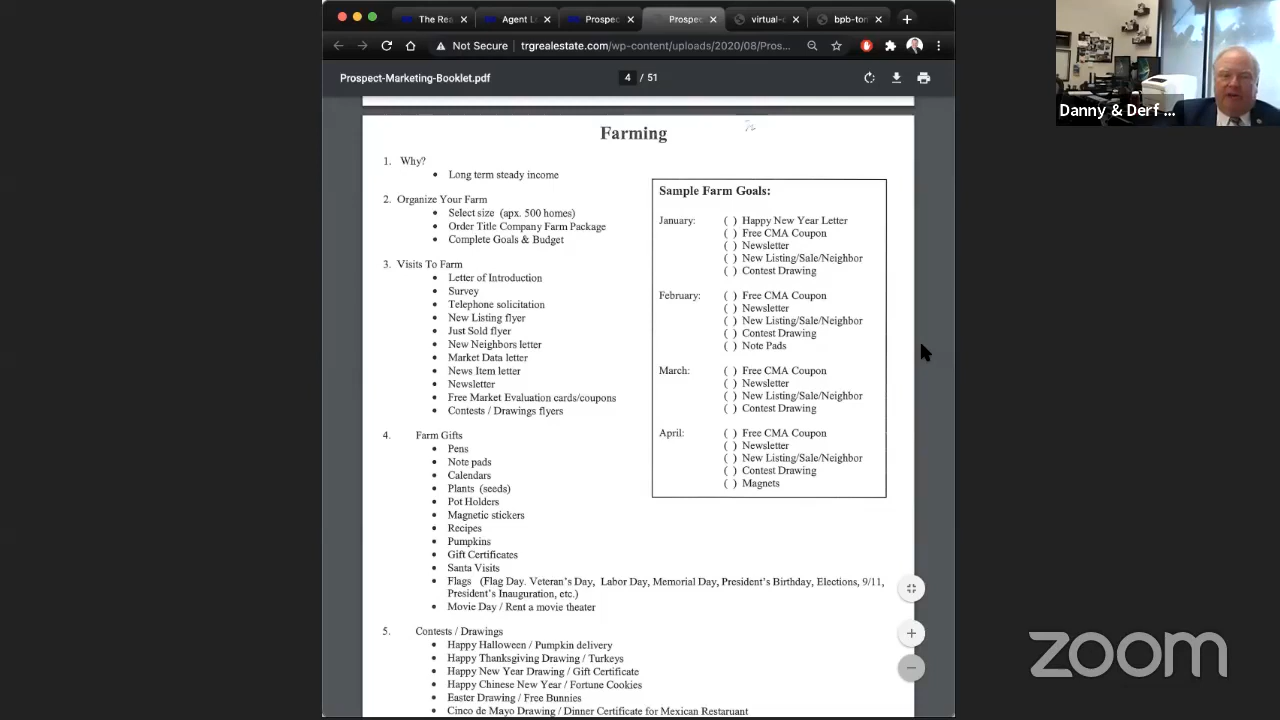 The Rea
Agent L
Prospec
Prospec
virtual-
bpb-ton
Not Secure
trgrealestate.com/wp-content/uploads/2020/08/Pros...
Prospect-Marketing-Booklet.pdf
4 / 51
Danny & Derf ...
Farming
1. Why?
• Long term steady income
2. Organize Your Farm
• Select size (apx. 500 homes)
• Order Title Company Farm Package
• Complete Goals & Budget
3. Visits To Farm
• Letter of Introduction
• Survey
• Telephone solicitation
• New Listing flyer
• Just Sold flyer
• New Neighbors letter
• Market Data letter
• News Item letter
• Newsletter
• Free Market Evaluation cards/coupons
• Contests / Drawings flyers
4. Farm Gifts
• Pens
• Note pads
• Calendars
• Plants (seeds)
• Pot Holders
• Magnetic stickers
• Recipes
• Pumpkins
• Gift Certificates
• Santa Visits
• Flags (Flag Day. Veteran's Day, Labor Day, Memorial Day, President's Birthday, Elections, 9/11,
President's Inauguration, etc.)
• Movie Day / Rent a movie theater
5. Contests / Drawings
• Happy Halloween / Pumpkin delivery
• Happy Thanksgiving Drawing / Turkeys
• Happy New Year Drawing / Gift Certificate
• Happy Chinese New Year / Fortune Cookies
• Easter Drawing / Free Bunnies
• Cinco de Mayo Drawing / Dinner Certificate for Mexican Restaruant
Sample Farm Goals:
January: ( ) Happy New Year Letter
( ) Free CMA Coupon
( ) Newsletter
( ) New Listing/Sale/Neighbor
( ) Contest Drawing
February: ( ) Free CMA Coupon
( ) Newsletter
( ) New Listing/Sale/Neighbor
( ) Contest Drawing
( ) Note Pads
March: ( ) Free CMA Coupon
( ) Newsletter
( ) New Listing/Sale/Neighbor
( ) Contest Drawing
April: ( ) Free CMA Coupon
( ) Newsletter
( ) New Listing/Sale/Neighbor
( ) Contest Drawing
( ) Magnets
zoom